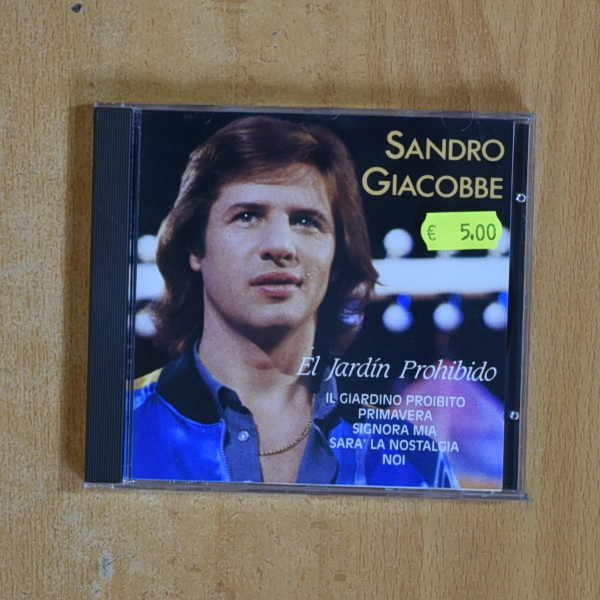 SANDRO
GIACOBBE
€ 5,00
El Jardín Prohibido
IL GIARDINO PROIBITO
PRIMAVERA
SIGNORA MIA
SARA' LA NOSTALGIA
NOI